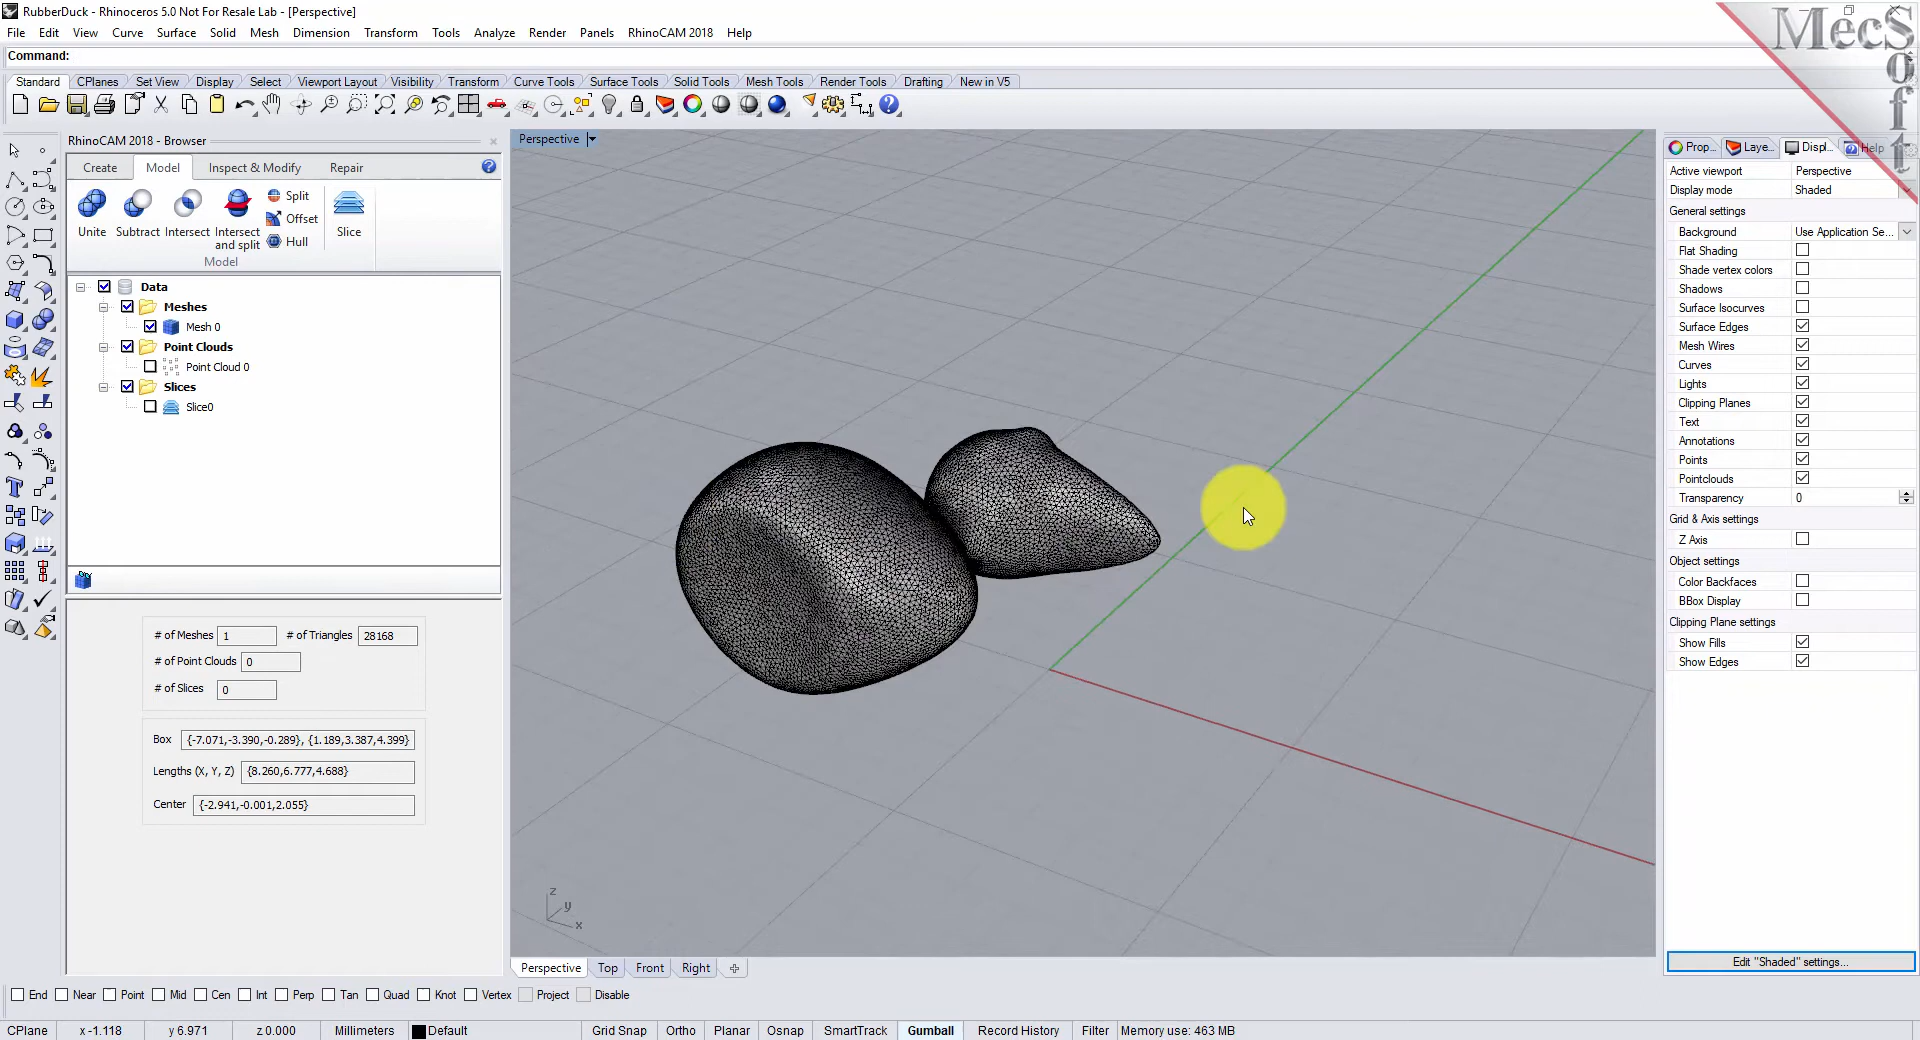 RubberDuck - Rhinoceros 5.0 Not For Resale Lab - [Perspective]
File Edit View Curve Surface Solid Mesh Dimension Transform Tools Analyze Render Panels RhinoCAM 2018 Help
Command:
Standard CPlanes Set View Display Select Viewport Layout Visibility Transform Curve Tools Surface Tools Solid Tools Mesh Tools Render Tools Drafting New in V5
MecSoft
RhinoCAM 2018 - Browser
Create Model Inspect & Modify Repair
Unite Subtract Intersect Intersect and split Split Offset Hull Slice
Model
Data
Meshes
Mesh 0
Point Clouds
Point Cloud 0
Slices
Slice0
# of Meshes 1 # of Triangles 28168
# of Point Clouds 0
# of Slices 0
Box {-7.071,-3.390,-0.289}, {1.189,3.387,4.399}
Lengths (X, Y, Z) {8.260,6.777,4.688}
Center {-2.941,-0.001,2.055}
Perspective
z
y
x
Perspective Top Front Right
Prop... Laye... Displ... Help
Active viewport Perspective
Display mode Shaded
General settings
Background Use Application Se...
Flat Shading
Shade vertex colors
Shadows
Surface Isocurves
Surface Edges
Mesh Wires
Curves
Lights
Clipping Planes
Text
Annotations
Points
Pointclouds
Transparency 0
Grid & Axis settings
Z Axis
Object settings
Color Backfaces
BBox Display
Clipping Plane settings
Show Fills
Show Edges
Edit "Shaded" settings...
End Near Point Mid Cen Int Perp Tan Quad Knot Vertex Project Disable
CPlane x -1.118 y 6.971 z 0.000 Millimeters Default Grid Snap Ortho Planar Osnap SmartTrack Gumball Record History Filter Memory use: 463 MB